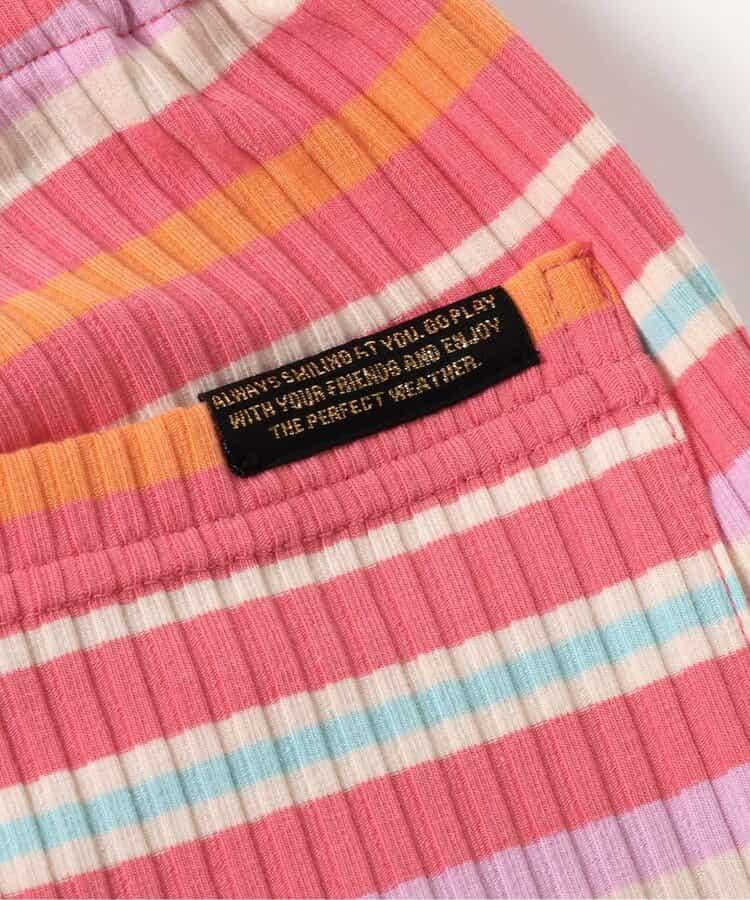 ALWAYS SMILING AT YOU. GO PLAY
WITH YOUR FRIENDS AND ENJOY
THE PERFECT WEATHER.